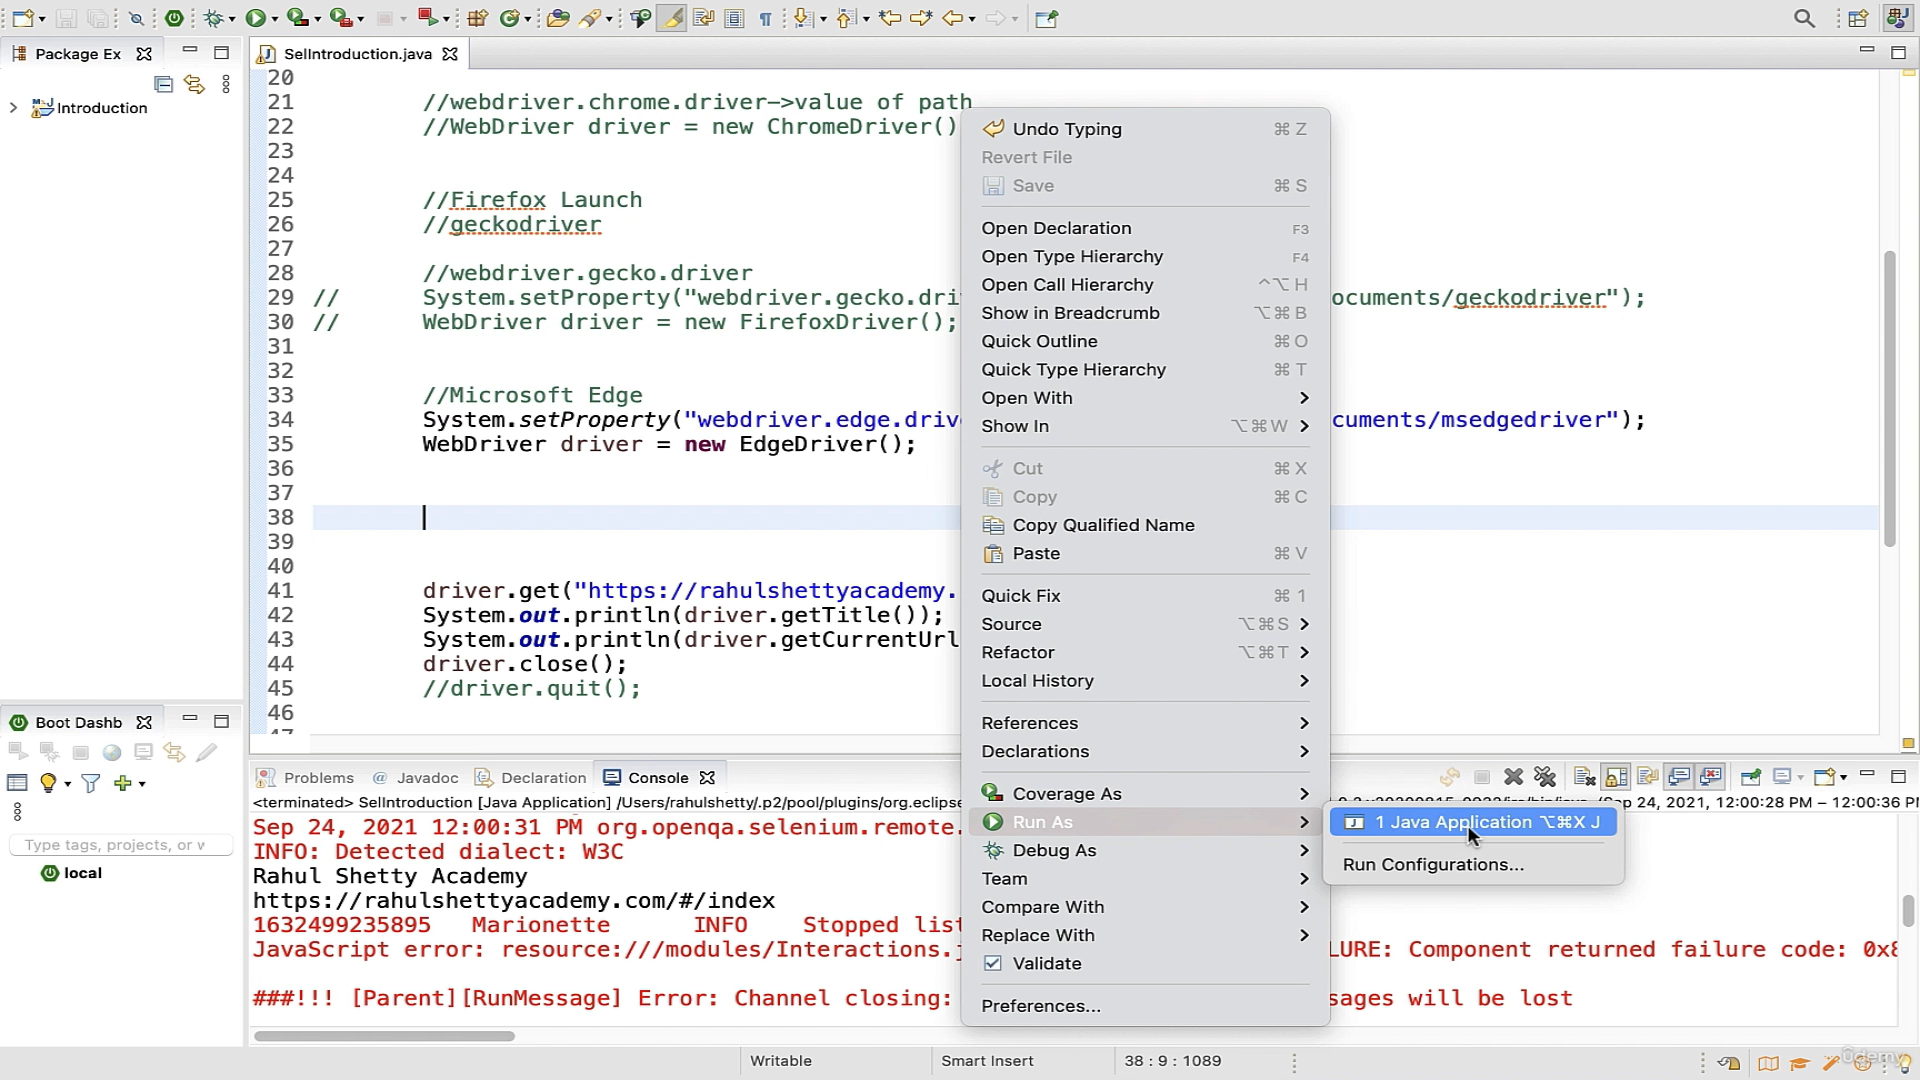 Package Ex
SelIntroduction.java
Introduction
20
21 //webdriver.chrome.driver->value of path
22 //WebDriver driver = new ChromeDriver()
23
24
25 //Firefox Launch
26 //geckodriver
27
28 //webdriver.gecko.driver
29 // System.setProperty("webdriver.gecko.dri ocuments/geckodriver");
30 // WebDriver driver = new FirefoxDriver();
31
32
33 //Microsoft Edge
34 System.setProperty("webdriver.edge.driv cuments/msedgedriver");
35 WebDriver driver = new EdgeDriver();
36
37
38
39
40
41 driver.get("https://rahulshettyacademy.
42 System.out.println(driver.getTitle());
43 System.out.println(driver.getCurrentUrl
44 driver.close();
45 //driver.quit();
46
47
Undo Typing ⌘ Z
Revert File
Save ⌘ S
Open Declaration F3
Open Type Hierarchy F4
Open Call Hierarchy ^⌥ H
Show in Breadcrumb ⌥⌘ B
Quick Outline ⌘ O
Quick Type Hierarchy ⌘ T
Open With
Show In ⌥⌘W
Cut ⌘ X
Copy ⌘ C
Copy Qualified Name
Paste ⌘ V
Quick Fix ⌘ 1
Source ⌥⌘S
Refactor ⌥⌘T
Local History
References
Declarations
Coverage As
Run As
Debug As
Team
Compare With
Replace With
Validate
Preferences...
1 Java Application ⌥⌘X J
Run Configurations...
Boot Dashb
Type tags, projects, or
local
Problems @ Javadoc Declaration Console
<terminated> SelIntroduction [Java Application] /Users/rahulshetty/.p2/pool/plugins/org.eclipse (Sep 24, 2021, 12:00:28 PM – 12:00:36 P
Sep 24, 2021 12:00:31 PM org.openqa.selenium.remote.
INFO: Detected dialect: W3C
Rahul Shetty Academy
https://rahulshettyacademy.com/#/index
1632499235895 Marionette INFO Stopped list
JavaScript error: resource:///modules/Interactions.j LURE: Component returned failure code: 0x8
###!!! [Parent][RunMessage] Error: Channel closing: sages will be lost
Writable
Smart Insert
38 : 9 : 1089
Udemy